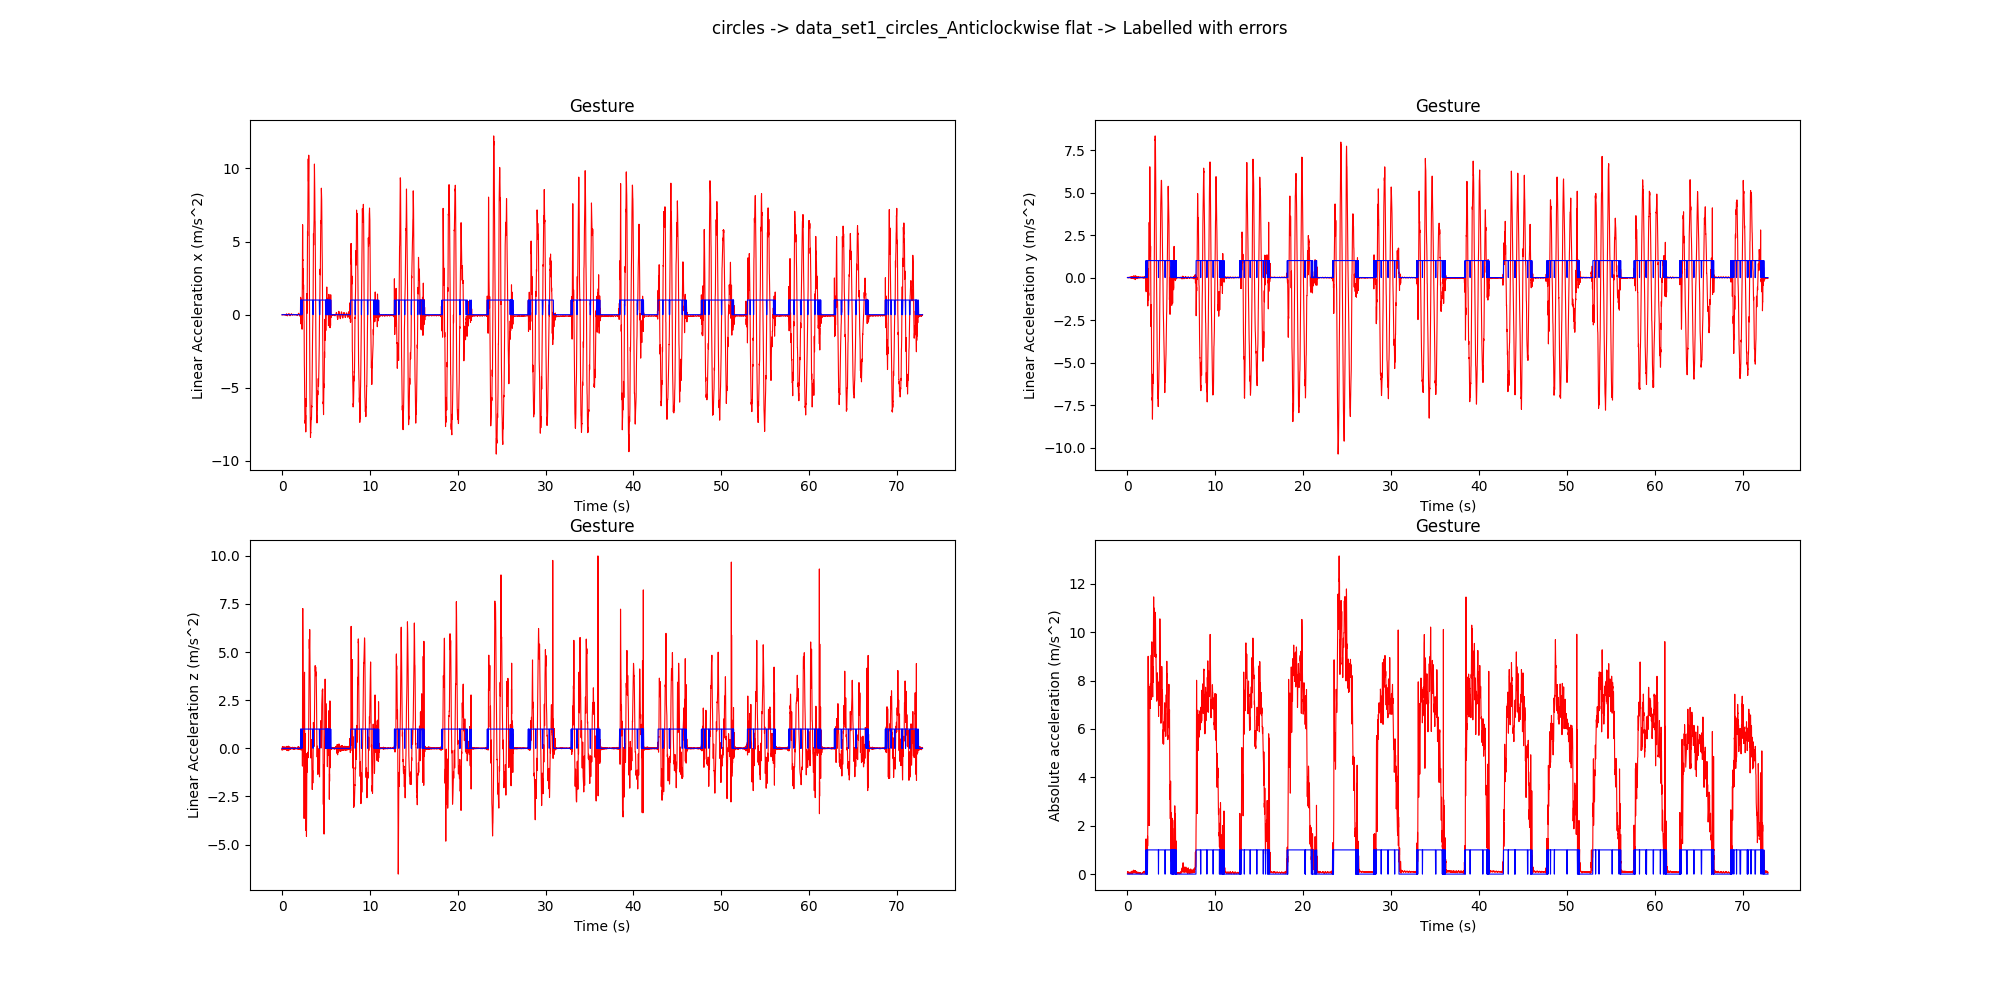 circles -> data_set1_circles_Anticlockwise flat -> Labelled with errors
Gesture
Linear Acceleration x (m/s^2)
10
5
0
−5
−10
0 10 20 30 40 50 60 70
Time (s)
Gesture
Linear Acceleration y (m/s^2)
7.5
5.0
2.5
0.0
−2.5
−5.0
−7.5
−10.0
0 10 20 30 40 50 60 70
Time (s)
Gesture
Linear Acceleration z (m/s^2)
10.0
7.5
5.0
2.5
0.0
−2.5
−5.0
0 10 20 30 40 50 60 70
Time (s)
Gesture
Absolute acceleration (m/s^2)
12
10
8
6
4
2
0
0 10 20 30 40 50 60 70
Time (s)